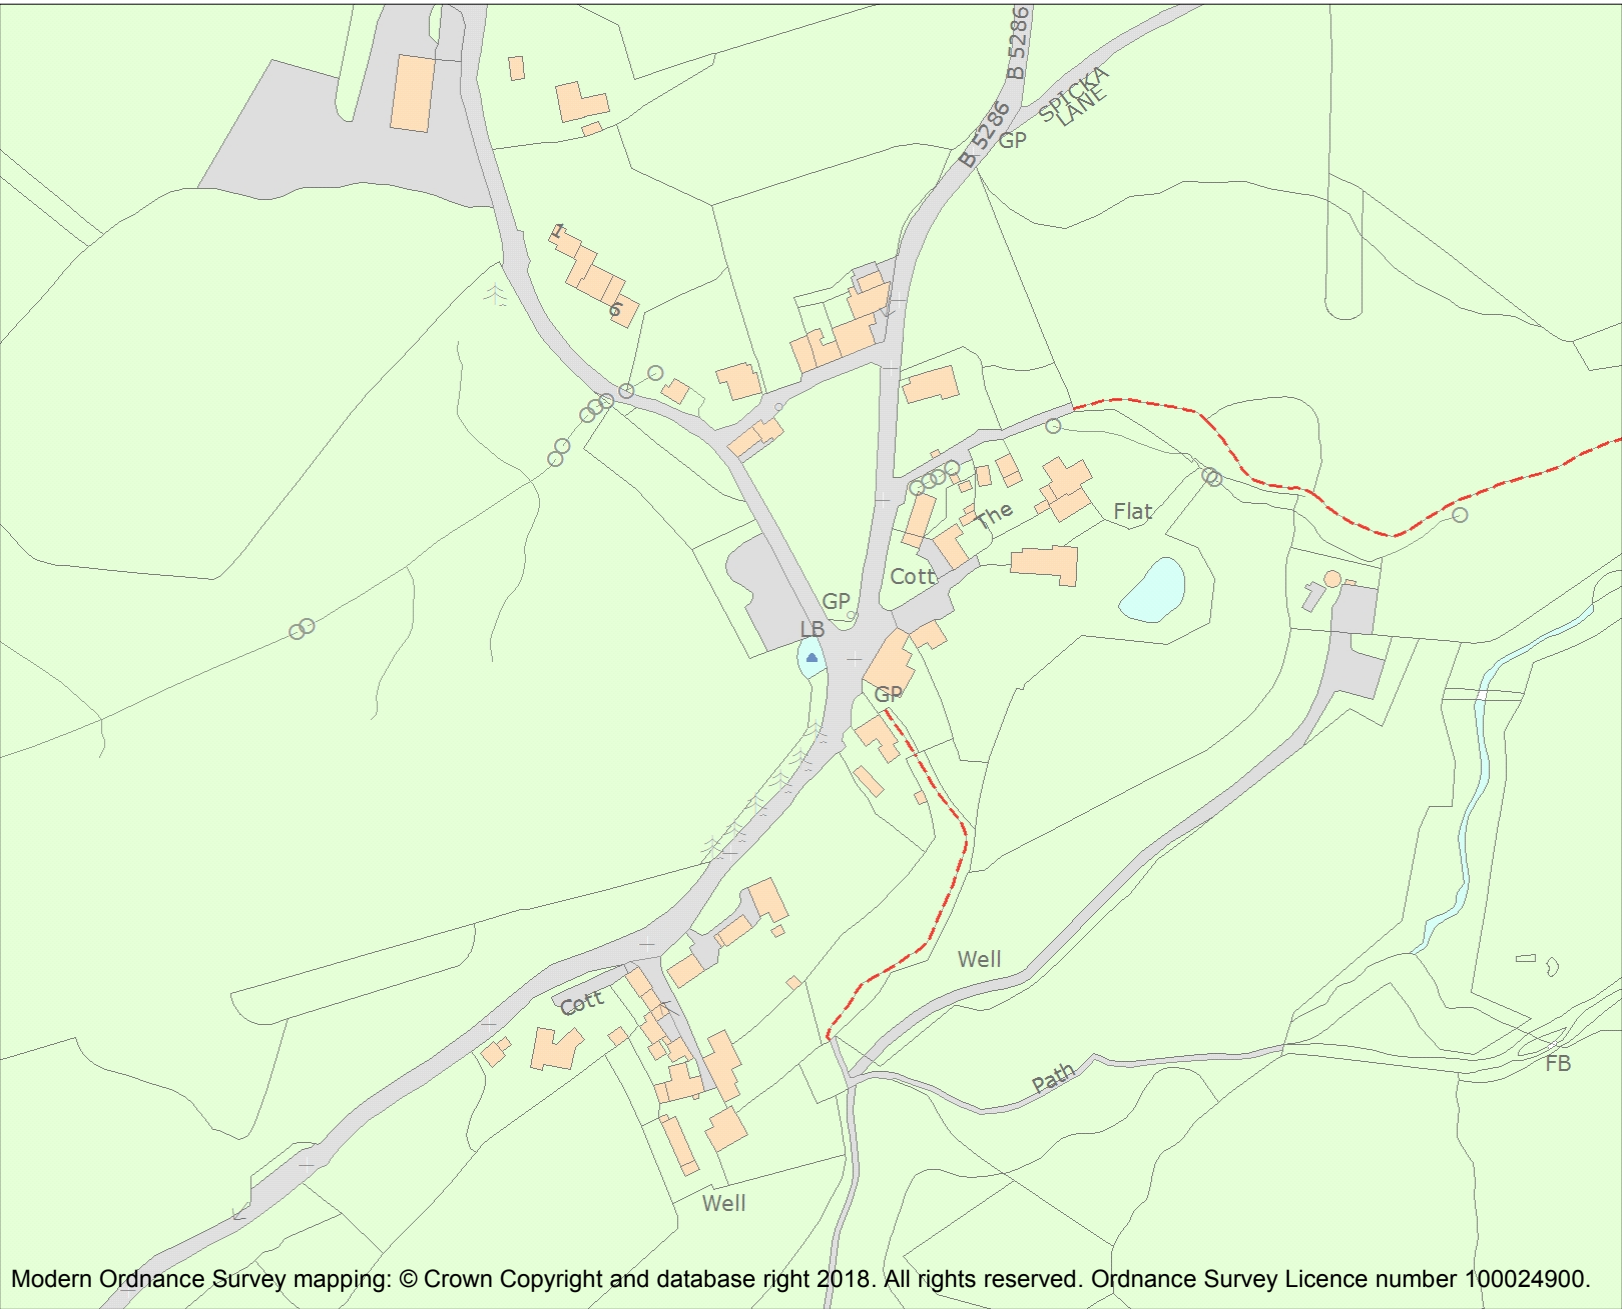 B 5286
SPICKA
LANE
B 5286
GP
1
6
The
Flat
Cott
GP
LB
GP
Well
Cott
Path
FB
Well
Modern Ordnance Survey mapping: © Crown Copyright and database right 2018. All rights reserved. Ordnance Survey Licence number 100024900.